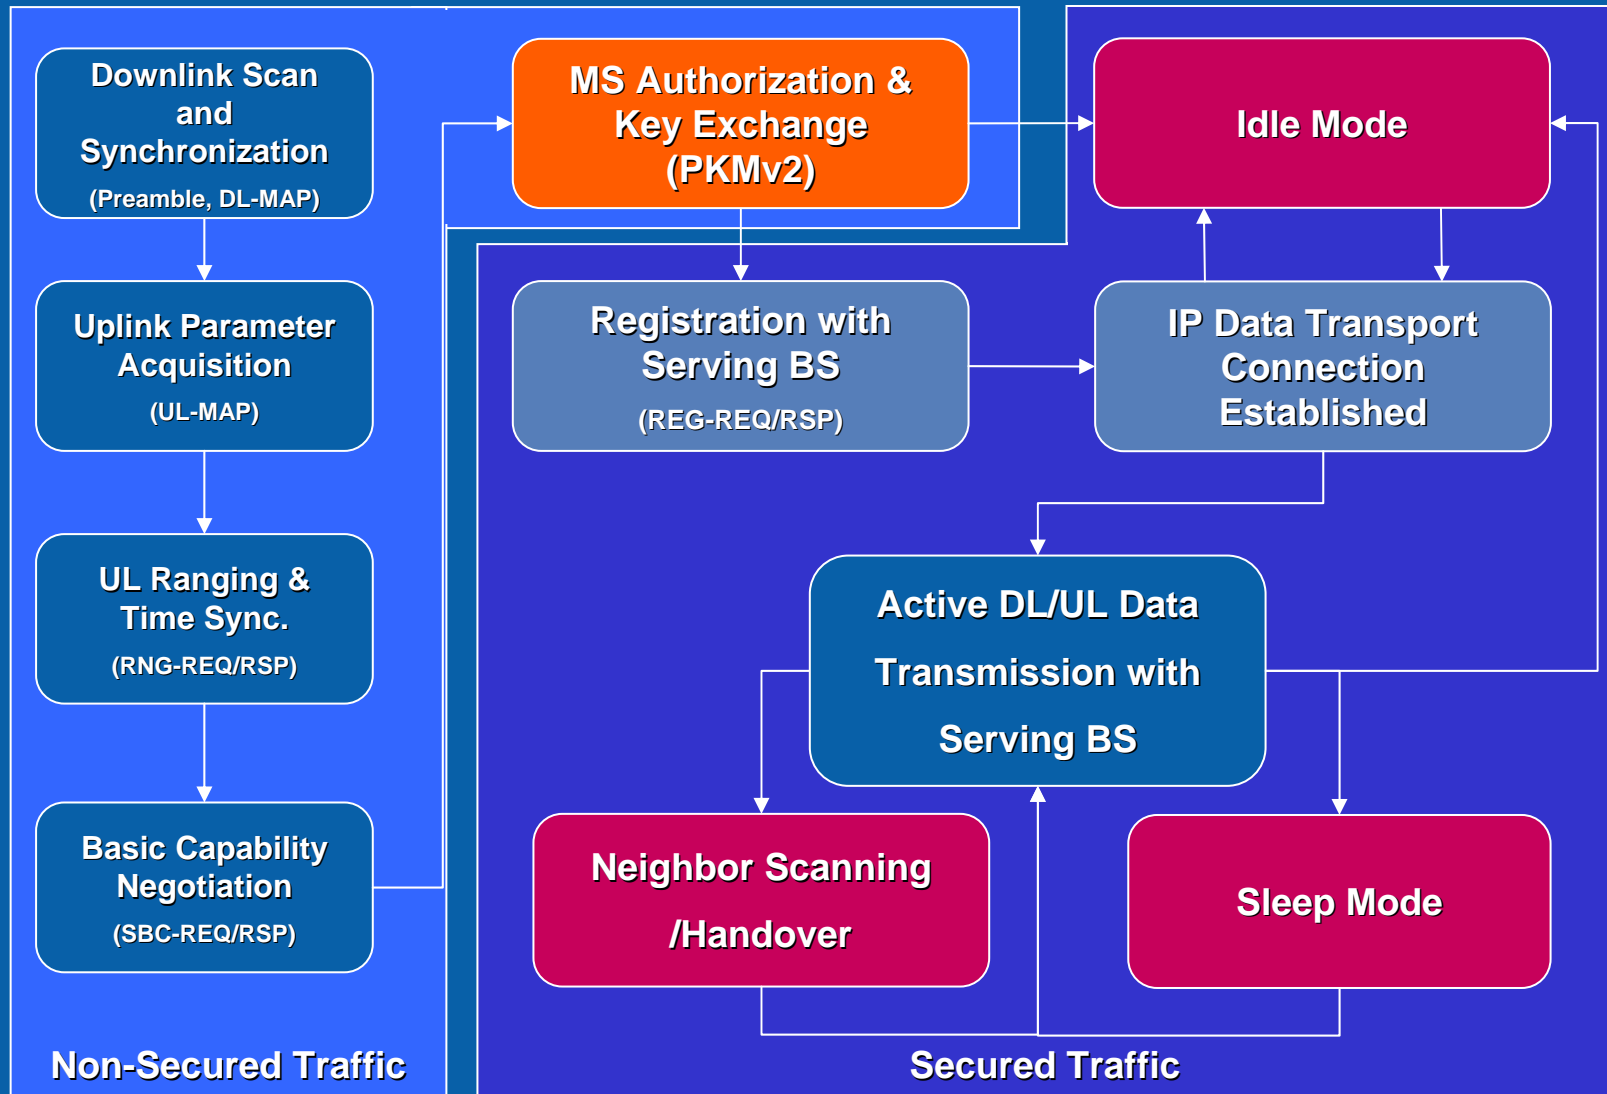 Downlink Scan
and
Synchronization
(Preamble, DL-MAP)
Uplink Parameter
Acquisition
(UL-MAP)
UL Ranging &
Time Sync.
(RNG-REQ/RSP)
Basic Capability
Negotiation
(SBC-REQ/RSP)
Non-Secured Traffic
MS Authorization &
Key Exchange
(PKMv2)
Idle Mode
Registration with
Serving BS
(REG-REQ/RSP)
IP Data Transport
Connection
Established
Active DL/UL Data
Transmission with
Serving BS
Neighbor Scanning
/Handover
Sleep Mode
Secured Traffic